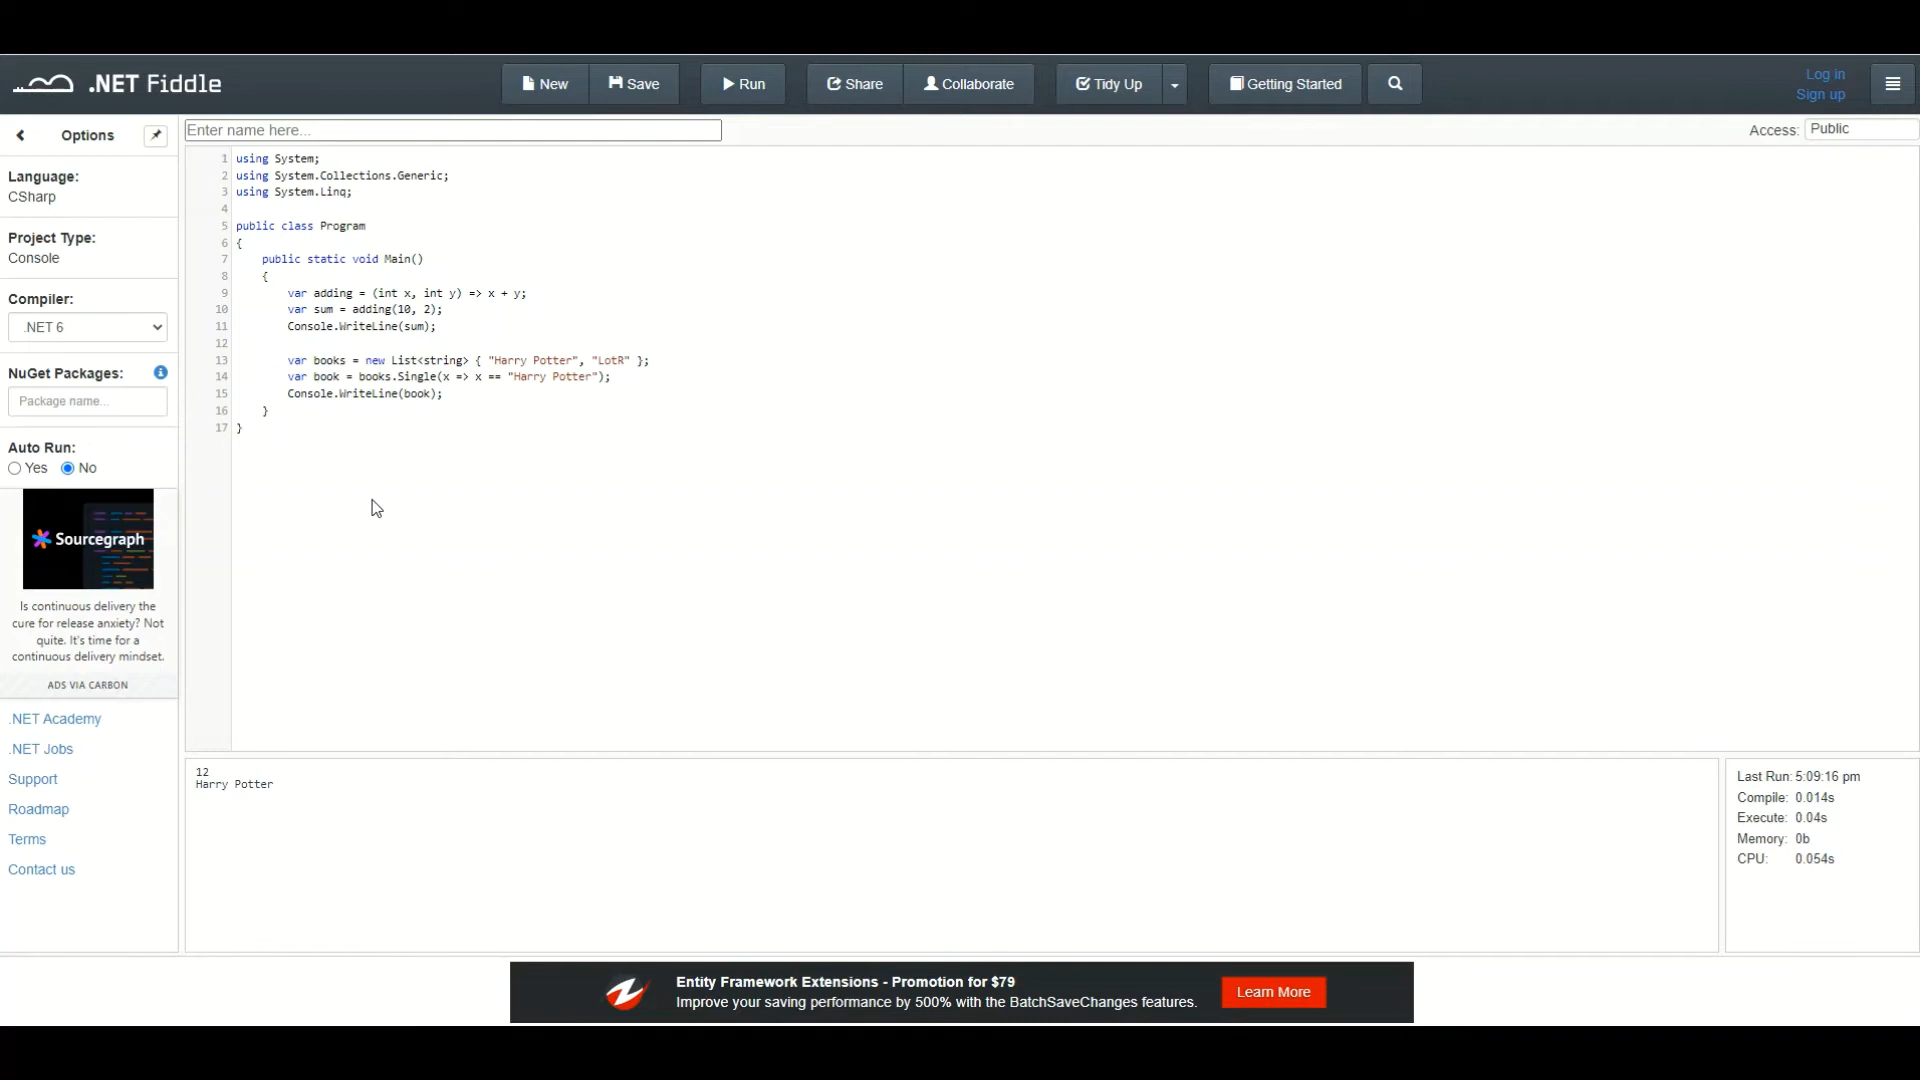 .NET Fiddle
New
Save
Run
Share
Collaborate
Tidy Up
Getting Started
Log in
Sign up
Options
Enter name here...
Access:
Public
Language:
CSharp
Project Type:
Console
Compiler:
.NET 6
NuGet Packages:
Package name...
Auto Run:
Yes
No
Sourcegraph
Is continuous delivery the
cure for release anxiety? Not
quite. It's time for a
continuous delivery mindset.
ADS VIA CARBON
.NET Academy
.NET Jobs
Support
Roadmap
Terms
Contact us
1 using System;
2 using System.Collections.Generic;
3 using System.Linq;
4
5 public class Program
6 {
7     public static void Main()
8     {
9         var adding = (int x, int y) => x + y;
10         var sum = adding(10, 2);
11         Console.WriteLine(sum);
12
13         var books = new List<string> { "Harry Potter", "LotR" };
14         var book = books.Single(x => x == "Harry Potter");
15         Console.WriteLine(book);
16     }
17 }
12
Harry Potter
Last Run: 5:09:16 pm
Compile: 0.014s
Execute: 0.04s
Memory: 0b
CPU: 0.054s
Entity Framework Extensions - Promotion for $79
Improve your saving performance by 500% with the BatchSaveChanges features.
Learn More